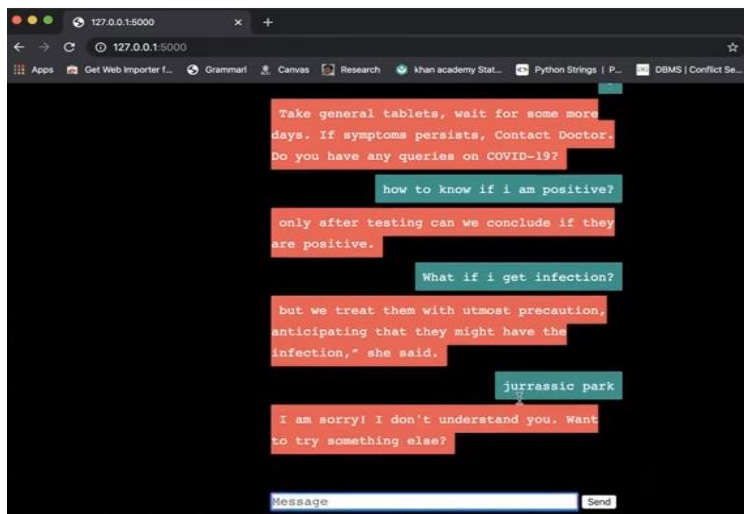 127.0.0.1:5000
127.0.0.1:5000
Apps Get Web Importer f... Grammarl Canvas Research khan academy Stat... Python Strings | P... DBMS | Conflict Se...
Take general tablets, wait for some more
days. If symptoms persists, Contact Doctor.
Do you have any queries on COVID-19?
how to know if i am positive?
only after testing can we conclude if they
are positive.
What if i get infection?
but we treat them with utmost precaution,
anticipating that they might have the
infection,” she said.
jurrassic park
I am sorry! I don't understand you. Want
to try something else?
Message Send